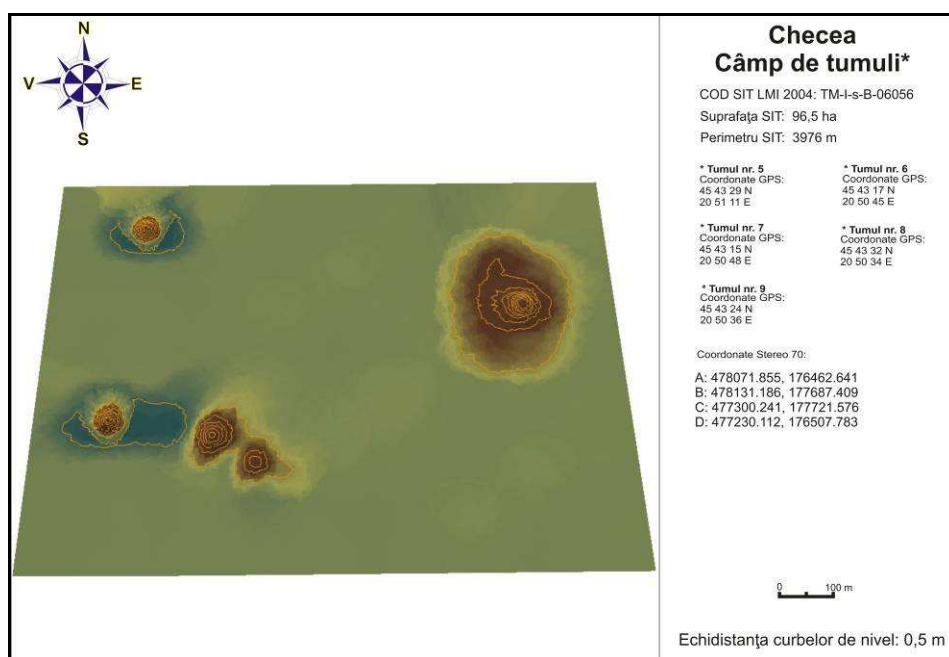 N
V
E
S
Checea
Câmp de tumuli*
COD SIT LMI 2004: TM-I-s-B-06056
Suprafaţa SIT: 96,5 ha
Perimetru SIT: 3976 m
* Tumul nr. 5
Coordonate GPS:
45 43 29 N
20 51 11 E
* Tumul nr. 6
Coordonate GPS:
45 43 17 N
20 50 45 E
* Tumul nr. 7
Coordonate GPS:
45 43 15 N
20 50 48 E
* Tumul nr. 8
Coordonate GPS:
45 43 32 N
20 50 34 E
* Tumul nr. 9
Coordonate GPS:
45 43 24 N
20 50 36 E
Coordonate Stereo 70:
A: 478071.855, 176462.641
B: 478131.186, 177687.409
C: 477300.241, 177721.576
D: 477230.112, 176507.783
0 100 m
Echidistanţa curbelor de nivel: 0,5 m